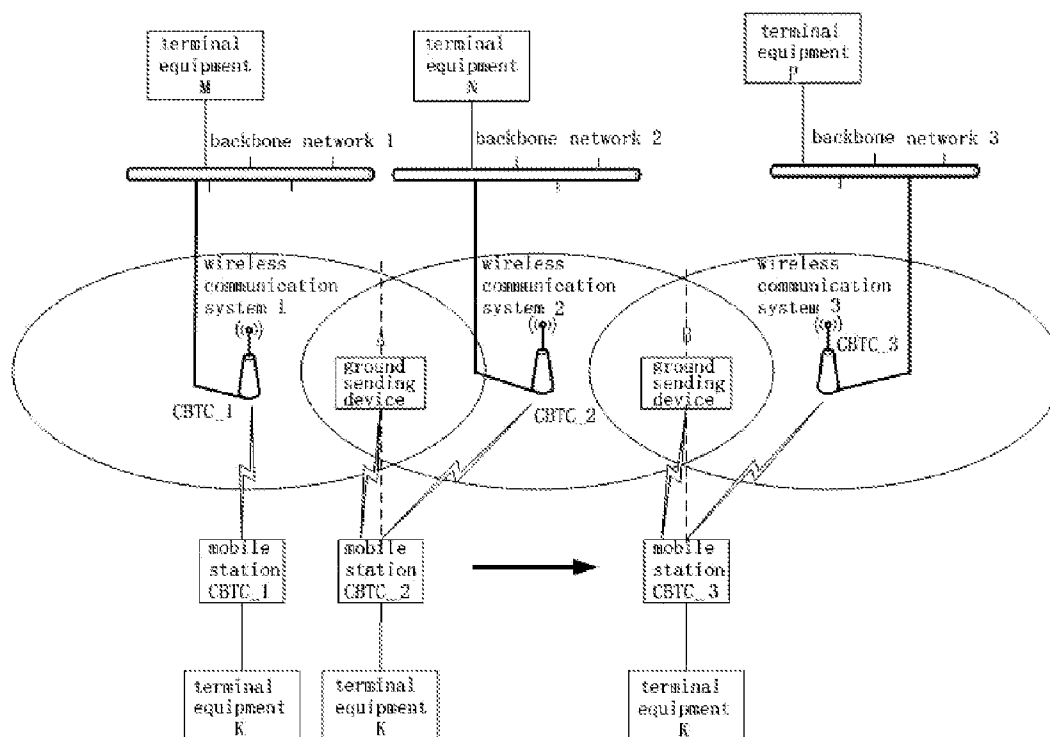 terminal
equipment
M
terminal
equipment
N
terminal
equipment
P
backbone network 1
backbone network 2
backbone network 3
wireless
communication
system 1
wireless
communication
system 2
wireless
communication
system 3
CBTC_3
ground
sending
device
ground
sending
device
CBTC_1
CBTC_2
mobile
station
CBTC_1
mobile
station
CBTC_2
mobile
station
CBTC_3
terminal
equipment
K
terminal
equipment
K
terminal
equipment
K